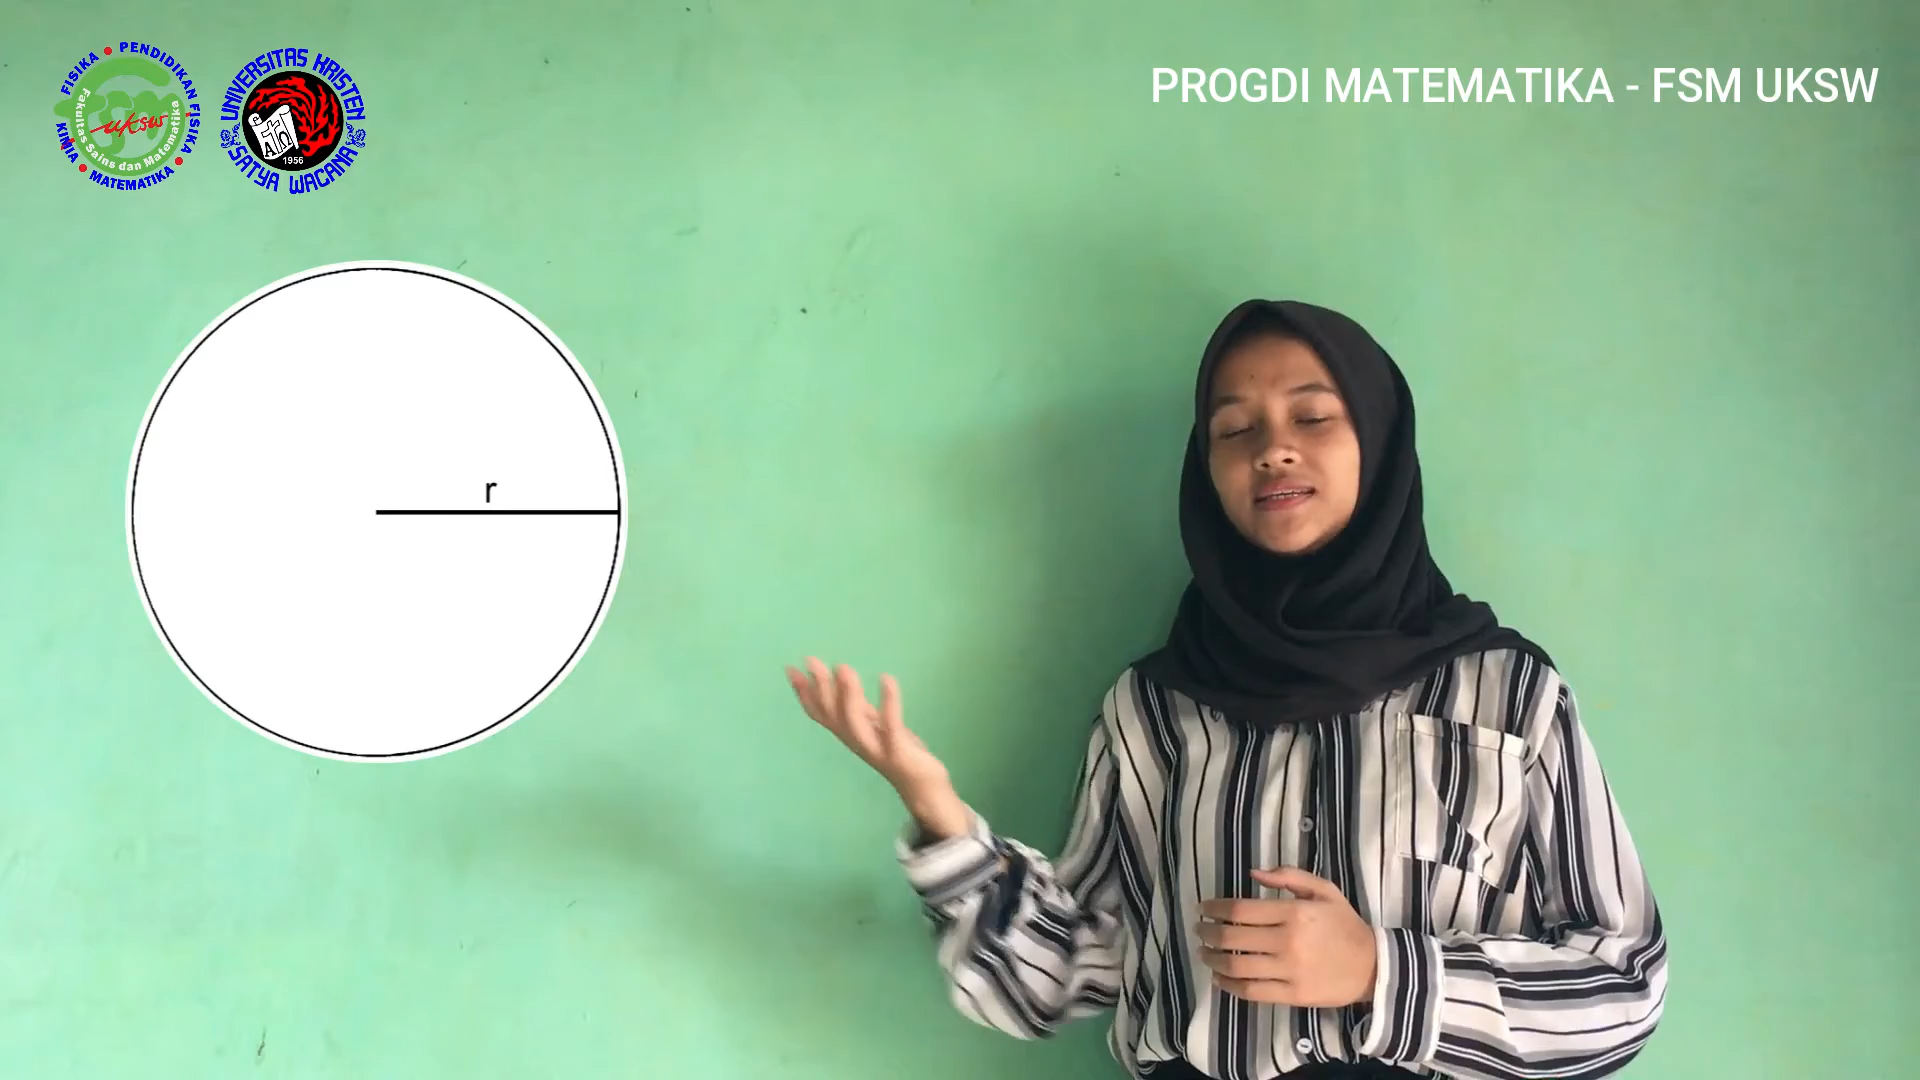 FISIKA • PENDIDIKAN FISIKA • MATEMATIKA • KIMIA •
Fakultas Sains dan Matematika
uksw
UNIVERSITAS KRISTEN
SATYA WACANA
1956
PROGDI MATEMATIKA - FSM UKSW
r